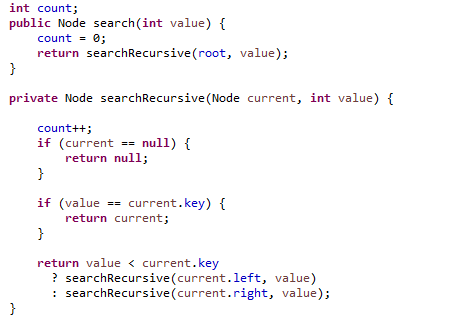 int count;
public Node search(int value) {
    count = 0;
    return searchRecursive(root, value);
}

private Node searchRecursive(Node current, int value) {

    count++;
    if (current == null) {
        return null;
    }

    if (value == current.key) {
        return current;
    }

    return value < current.key
      ? searchRecursive(current.left, value)
      : searchRecursive(current.right, value);
}